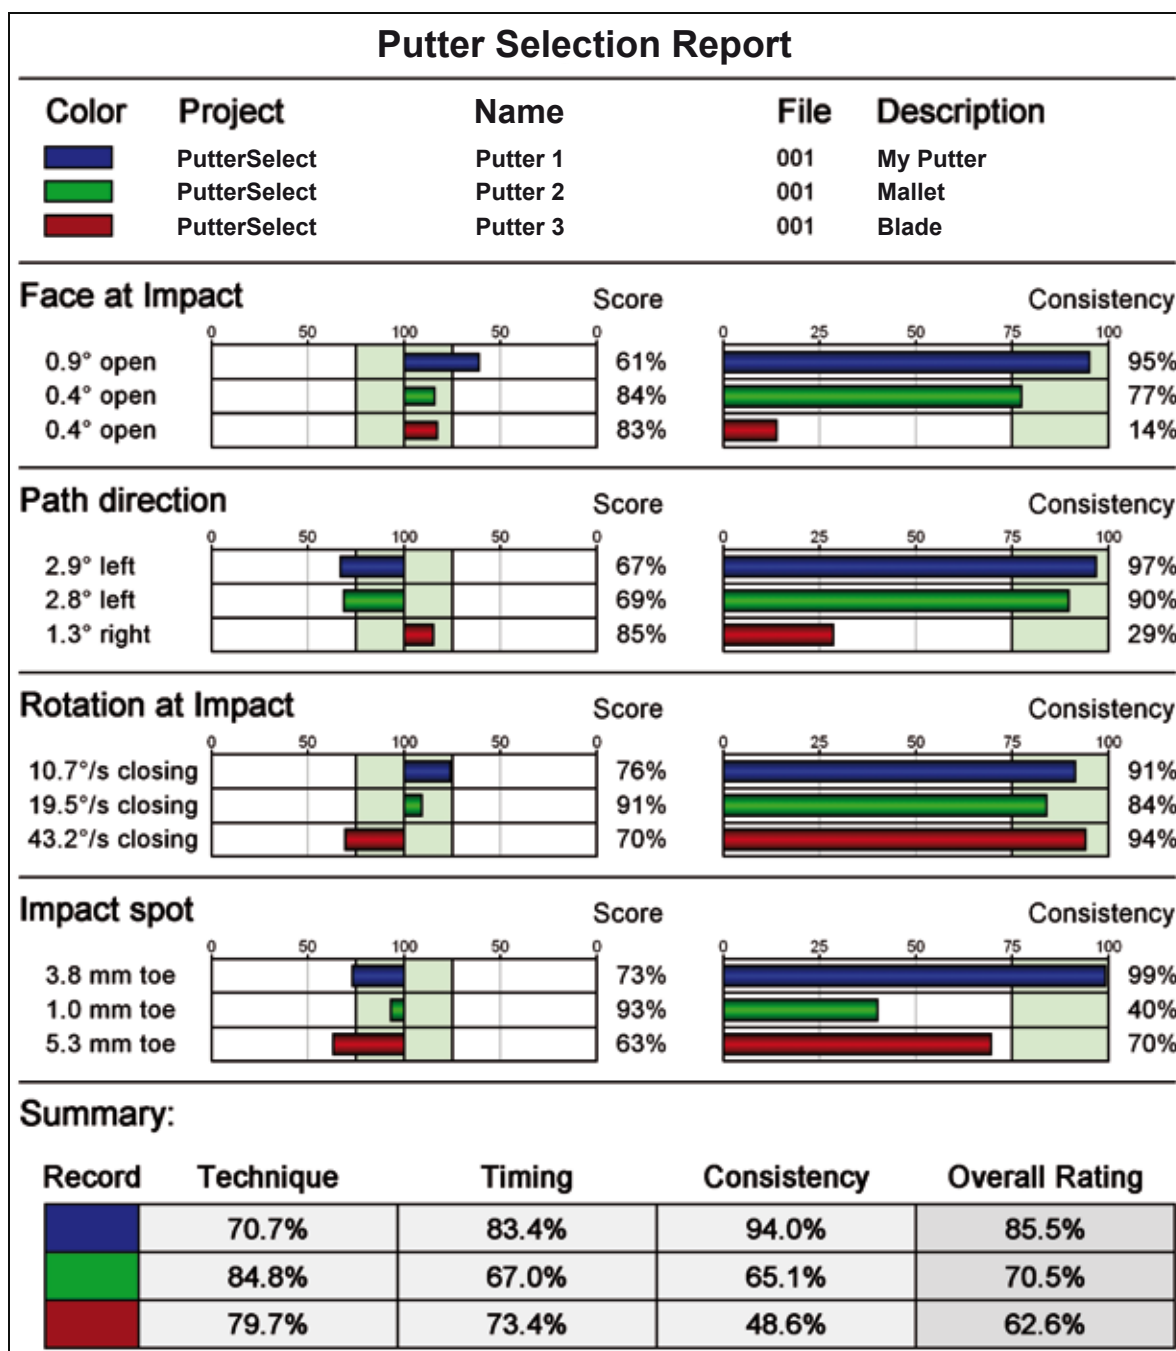 Putter Selection Report
Color Project Name File Description
PutterSelect Putter 1 001 My Putter
PutterSelect Putter 2 001 Mallet
PutterSelect Putter 3 001 Blade
Face at Impact Score Consistency
0 50 100 50 0 0 25 50 75 100
0.9° open 61% 95%
0.4° open 84% 77%
0.4° open 83% 14%
Path direction Score Consistency
0 50 100 50 0 0 25 50 75 100
2.9° left 67% 97%
2.8° left 69% 90%
1.3° right 85% 29%
Rotation at Impact Score Consistency
0 50 100 50 0 0 25 50 75 100
10.7°/s closing 76% 91%
19.5°/s closing 91% 84%
43.2°/s closing 70% 94%
Impact spot Score Consistency
0 50 100 50 0 0 25 50 75 100
3.8 mm toe 73% 99%
1.0 mm toe 93% 40%
5.3 mm toe 63% 70%
Summary:
Record Technique Timing Consistency Overall Rating
70.7% 83.4% 94.0% 85.5%
84.8% 67.0% 65.1% 70.5%
79.7% 73.4% 48.6% 62.6%